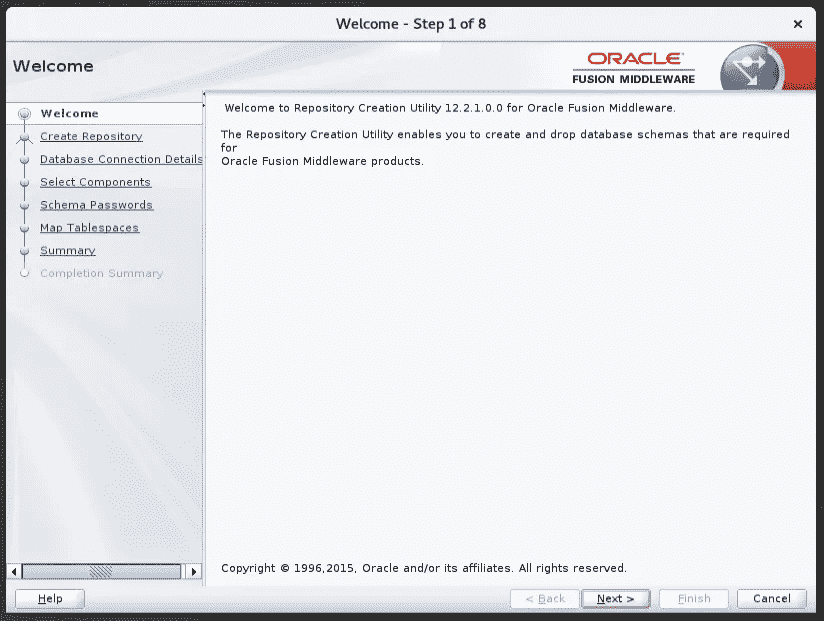 Welcome - Step 1 of 8
×
Welcome
ORACLE®
FUSION MIDDLEWARE
Welcome
Create Repository
Database Connection Details
Select Components
Schema Passwords
Map Tablespaces
Summary
Completion Summary
Welcome to Repository Creation Utility 12.2.1.0.0 for Oracle Fusion Middleware.
The Repository Creation Utility enables you to create and drop database schemas that are required
for
Oracle Fusion Middleware products.
Copyright © 1996,2015, Oracle and/or its affiliates. All rights reserved.
Help
< Back
Next >
Finish
Cancel